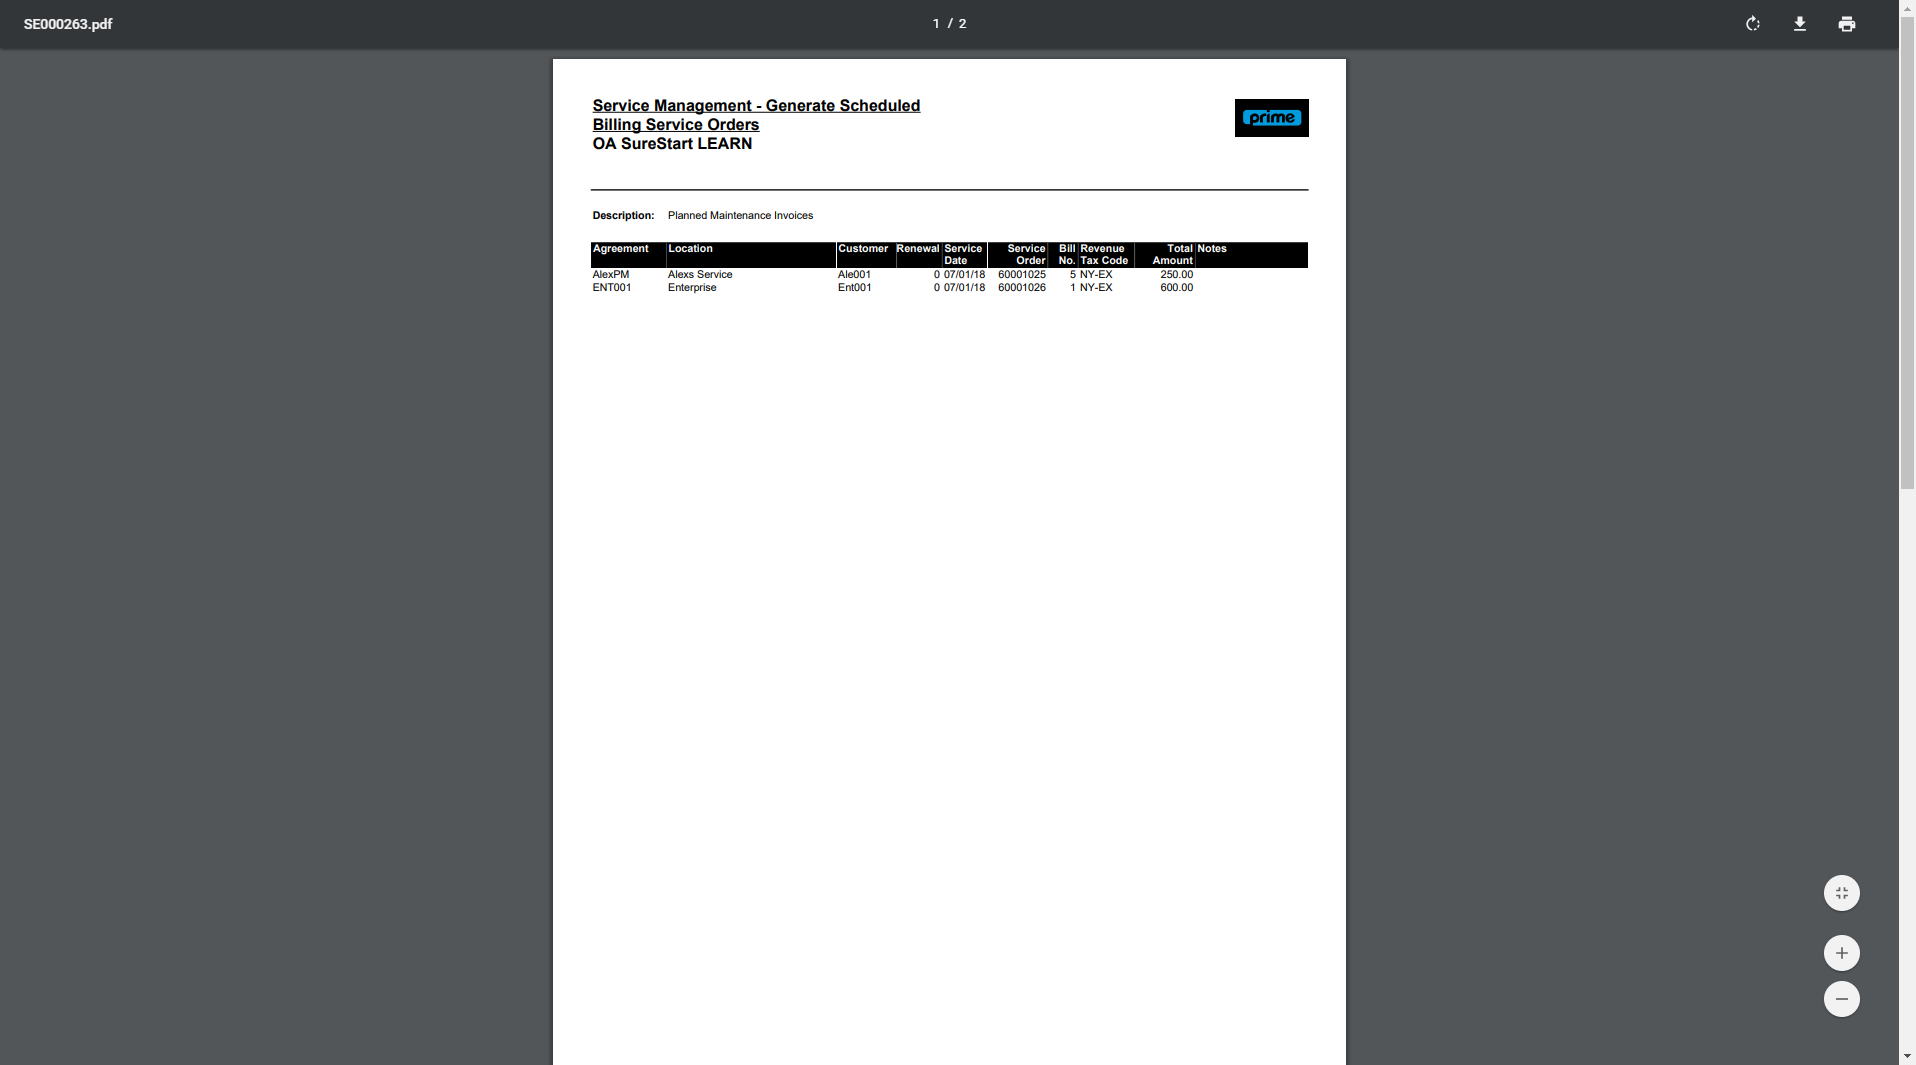 SE000263.pdf 1 / 2
Service Management - Generate Scheduled
Billing Service Orders
OA SureStart LEARN
prime
Description: Planned Maintenance Invoices
Agreement Location Customer Renewal Service Date Service Order Bill No. Revenue Tax Code Total Amount Notes
AlexPM Alexs Service Ale001 0 07/01/18 60001025 5 NY-EX 250.00
ENT001 Enterprise Ent001 0 07/01/18 60001026 1 NY-EX 600.00